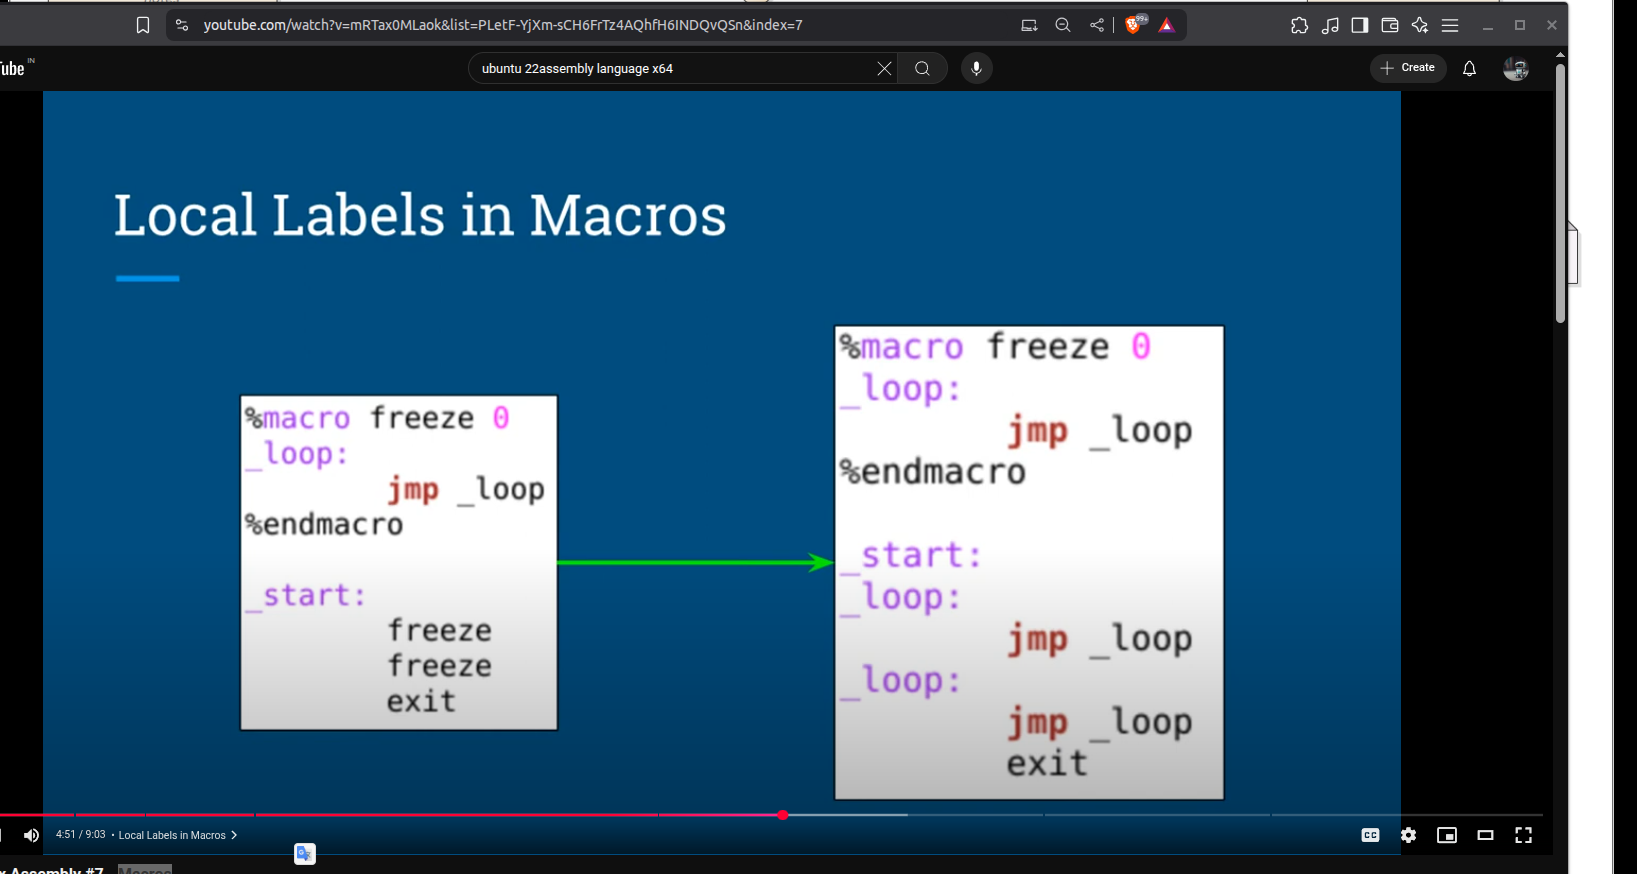 youtube.com/watch?v=mRTax0MLaok&list=PLetF-YjXm-sCH6FrTz4AQhfH6INDQvQSn&index=7
99+
ube IN
ubuntu 22assembly language x64
Create
Local Labels in Macros
%macro freeze 0
_loop:
jmp _loop
%endmacro
_start:
freeze
freeze
exit
%macro freeze 0
_loop:
jmp _loop
%endmacro
_start:
_loop:
jmp _loop
_loop:
jmp _loop
exit
4:51 / 9:03 • Local Labels in Macros
CC
x Assembly #7 Macros